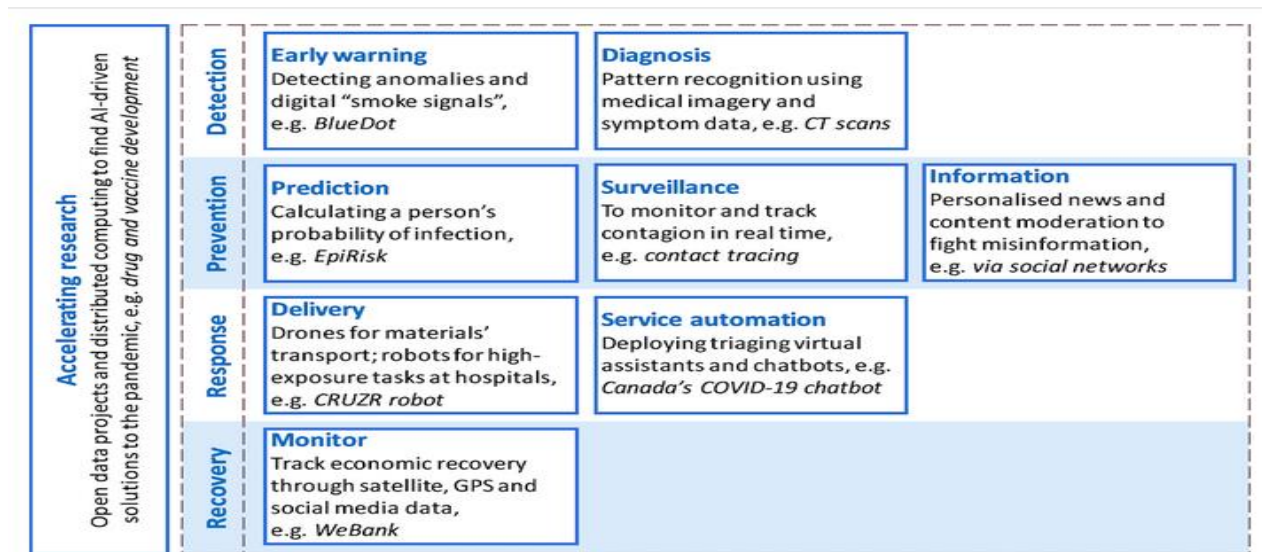 Accelerating research
Open data projects and distributed computing to find AI-driven
solutions to the pandemic, e.g. drug and vaccine development
Detection
Early warning
Detecting anomalies and
digital “smoke signals”,
e.g. BlueDot
Diagnosis
Pattern recognition using
medical imagery and
symptom data, e.g. CT scans
Prevention
Prediction
Calculating a person’s
probability of infection,
e.g. EpiRisk
Surveillance
To monitor and track
contagion in real time,
e.g. contact tracing
Information
Personalised news and
content moderation to
fight misinformation,
e.g. via social networks
Response
Delivery
Drones for materials’
transport; robots for high-
exposure tasks at hospitals,
e.g. CRUZR robot
Service automation
Deploying triaging virtual
assistants and chatbots, e.g.
Canada’s COVID-19 chatbot
Recovery
Monitor
Track economic recovery
through satellite, GPS and
social media data,
e.g. WeBank